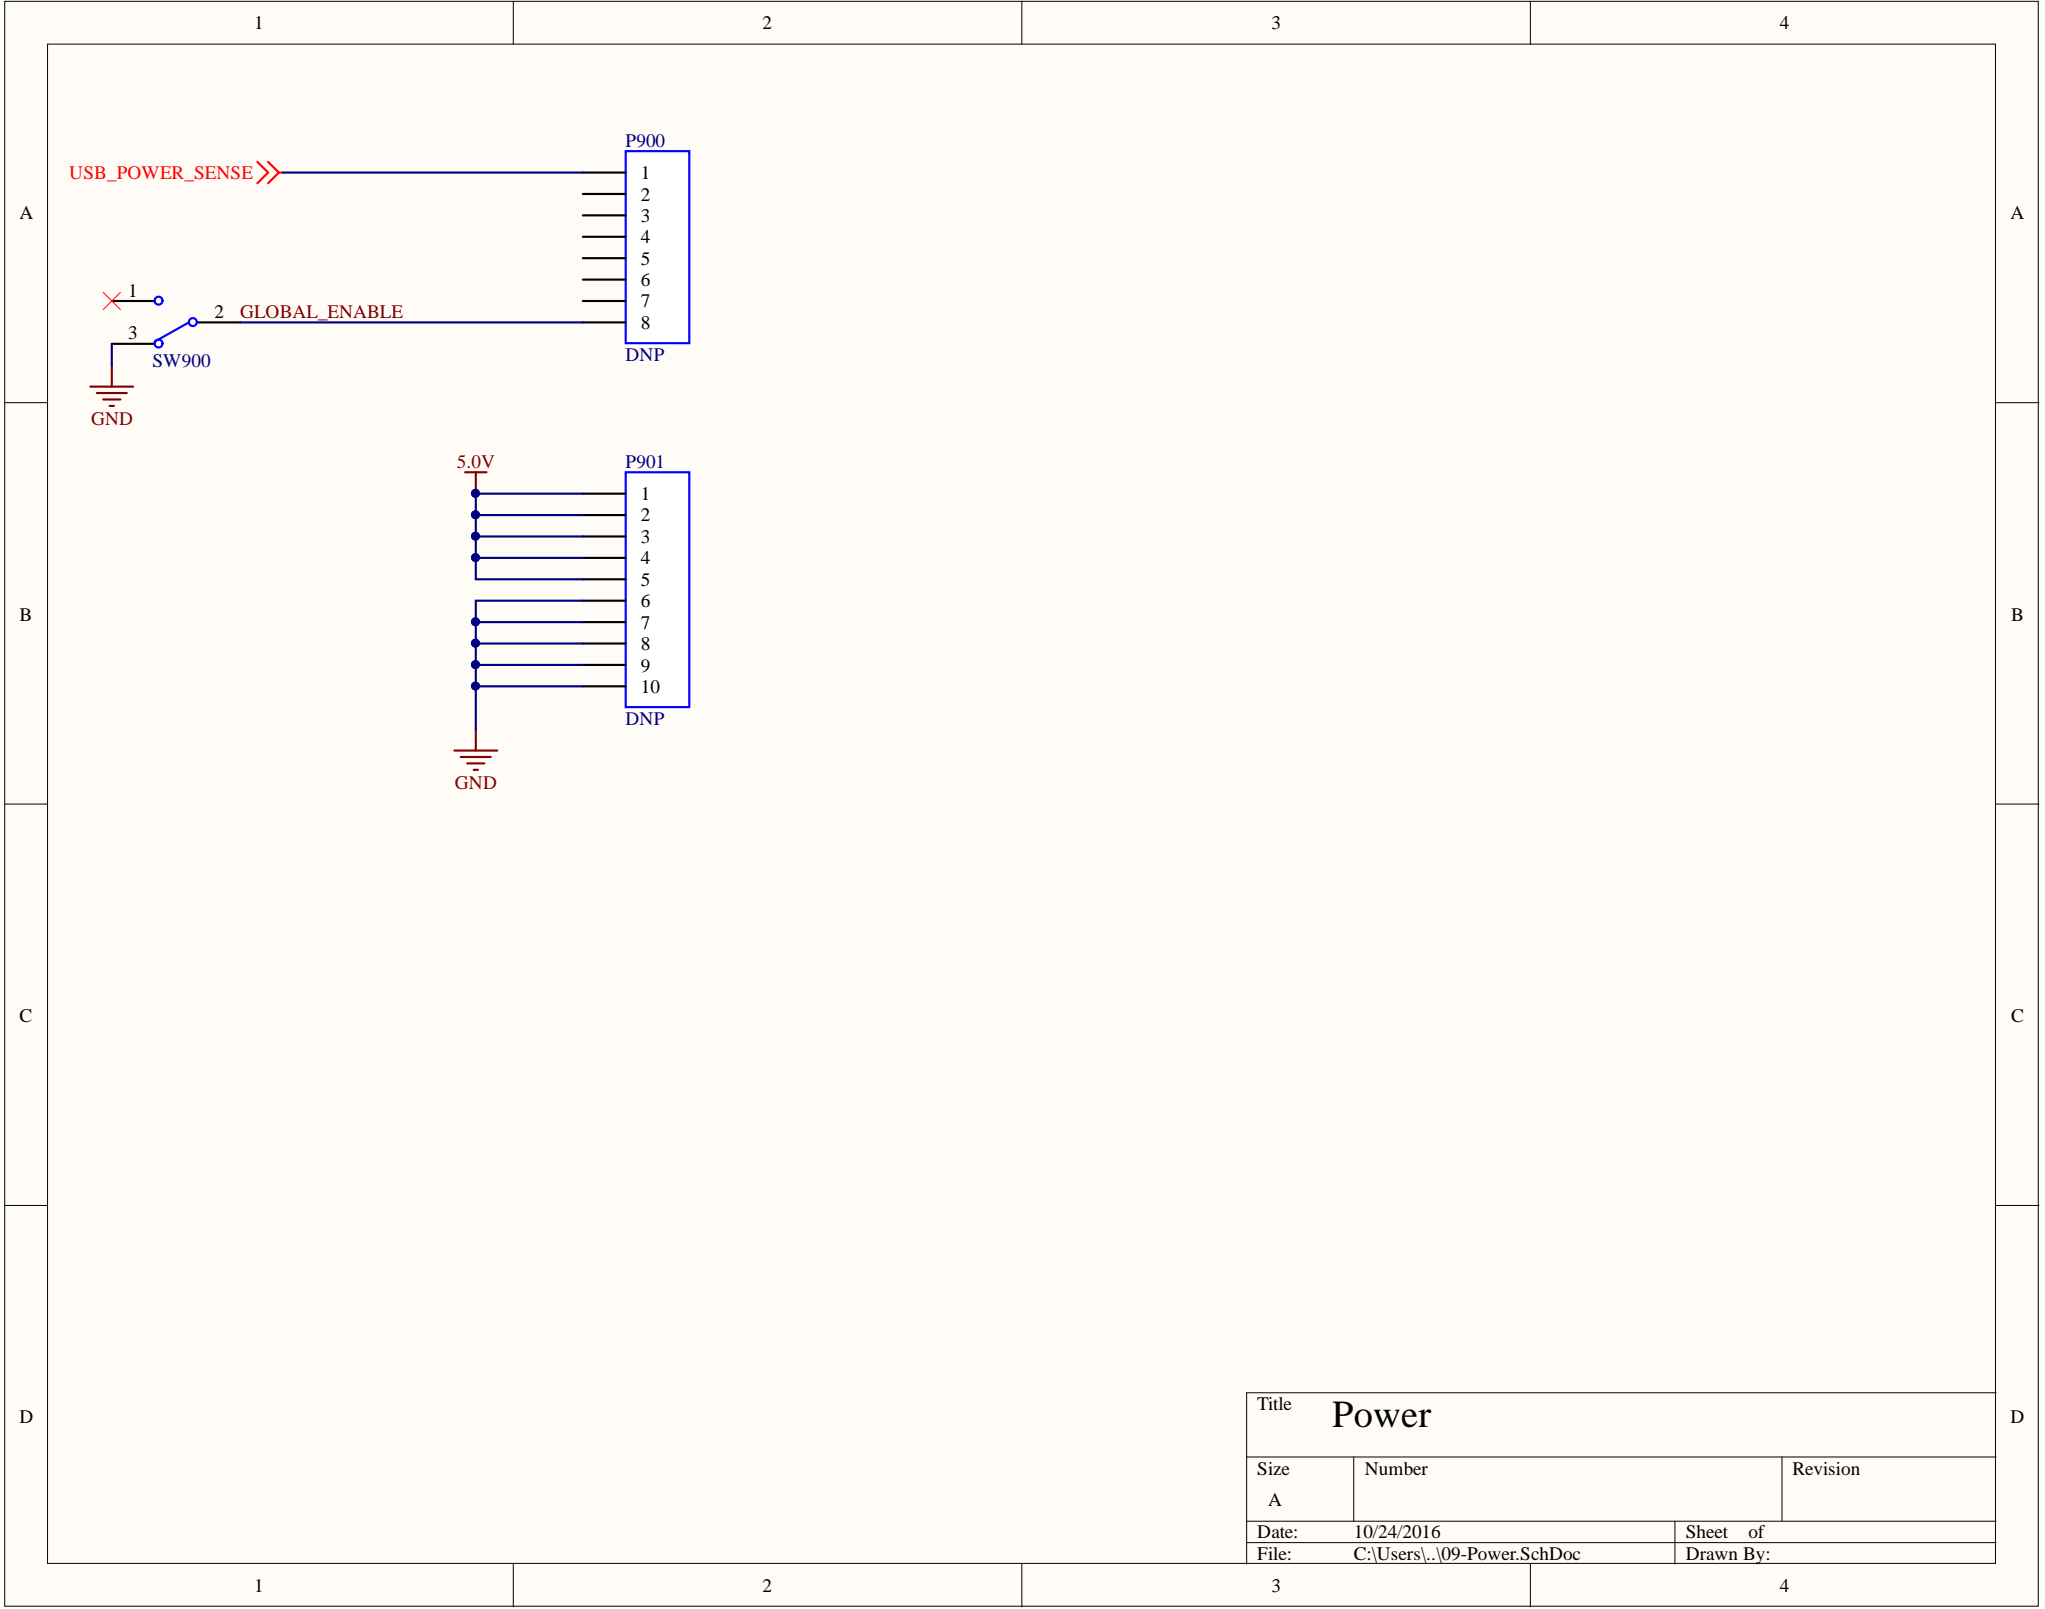 1 2 3 4
P900
USB_POWER_SENSE 1
2
3
A A
4
5
6
1 7
2 GLOBAL_ENABLE 8
3
SW900 DNP
GND
5.0V P901
1
2
3
4
5
6
B B
7
8
9
10
DNP
GND
C C
Title Power
D D
Size Number Revision
A
Date: 10/24/2016 Sheet of
File: C:\Users\..\09-Power.SchDoc Drawn By:
1 2 3 4